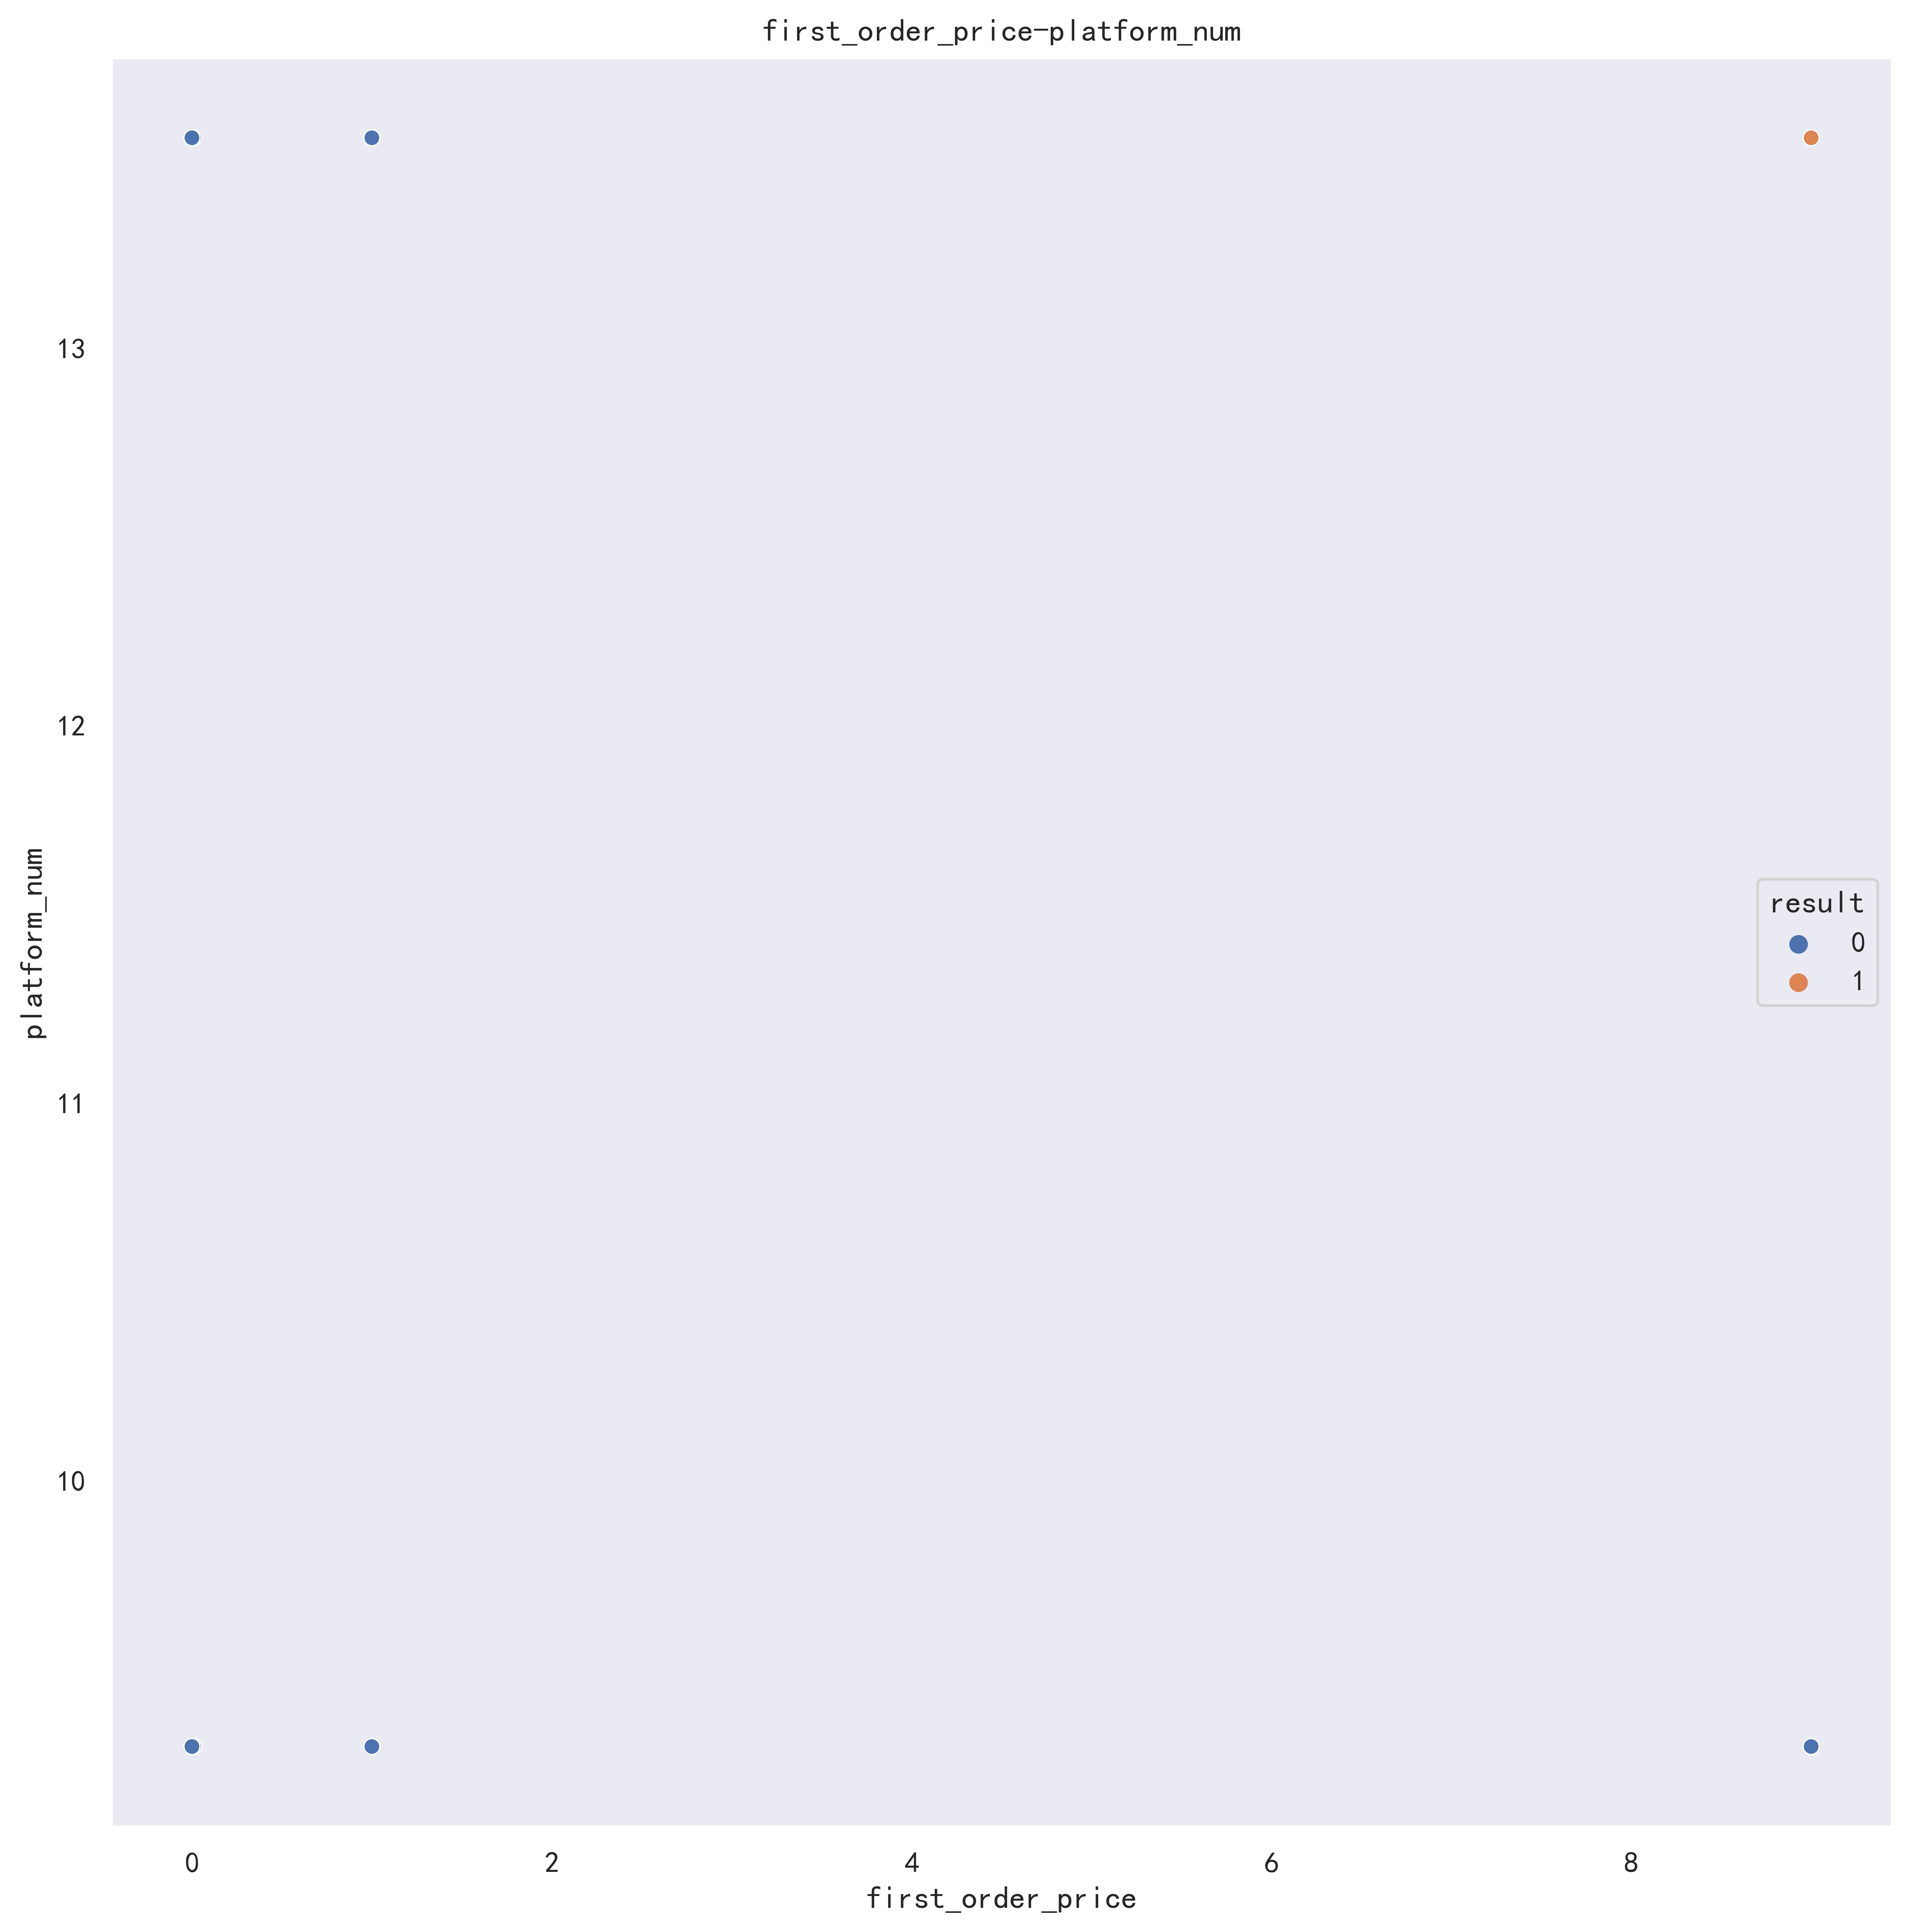 first_order_price-platform_num
13
12
11
10
platform_num
result
0
1
0 2 4 6 8
first_order_price